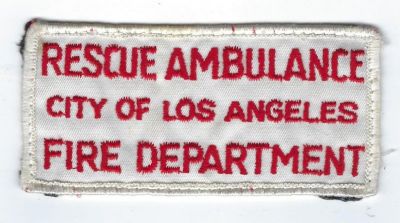 RESCUE AMBULANCE
CITY OF LOS ANGELES
FIRE DEPARTMENT